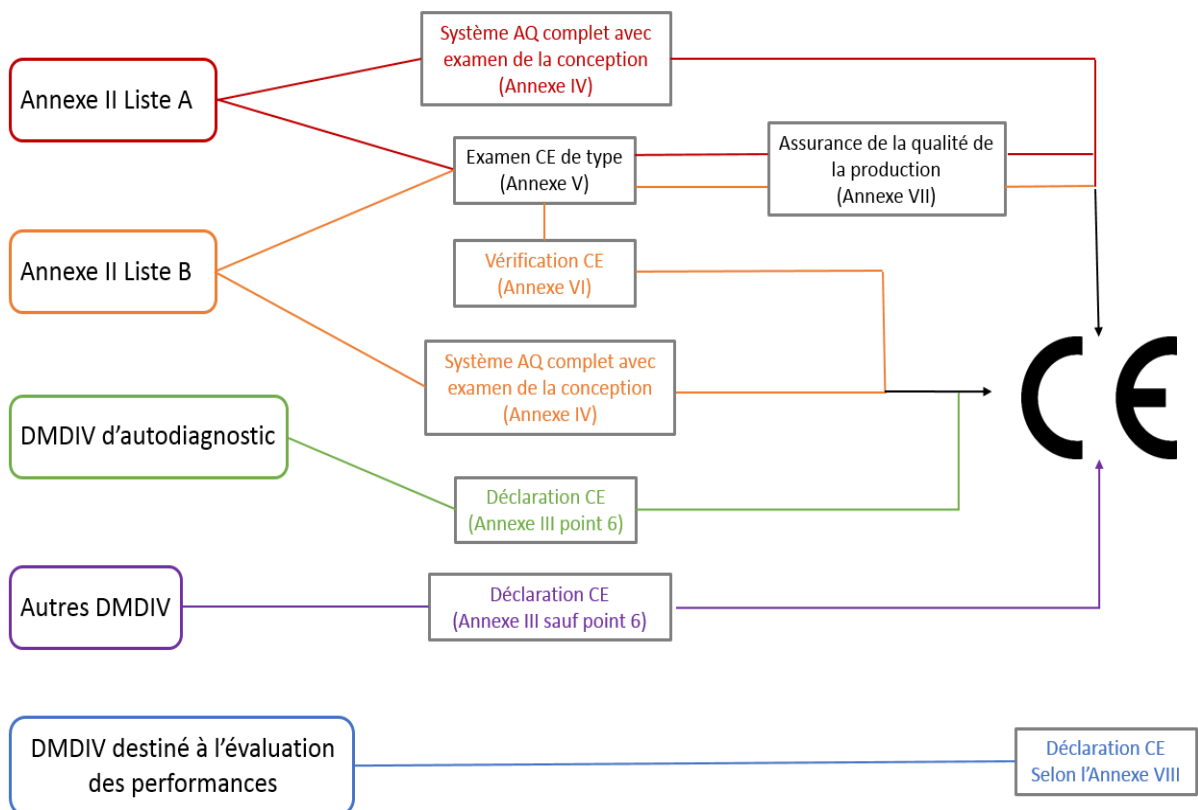 Système AQ complet avec
examen de la conception
(Annexe IV)
Annexe II Liste A
Examen CE de type
(Annexe V)
Assurance de la qualité de
la production
(Annexe VII)
Annexe II Liste B
Vérification CE
(Annexe VI)
Système AQ complet avec
examen de la conception
(Annexe IV)
CE
DMDIV d’autodiagnostic
Déclaration CE
(Annexe III point 6)
Autres DMDIV
Déclaration CE
(Annexe III sauf point 6)
DMDIV destiné à l’évaluation
des performances
Déclaration CE
Selon l’Annexe VIII